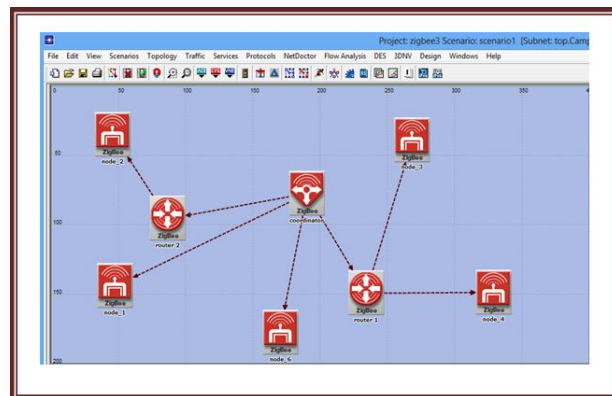 Project: zigbee3 Scenario: scenario1 [Subnet: top.Camp
File Edit View Scenarios Topology Traffic Services Protocols NetDoctor Flow Analysis DES 3DNV Design Windows Help
0 50 100 150 200 250 300 350 4
50
100
150
200
ZigBee
node_2
ZigBee
node_3
ZigBee
coordinator
ZigBee
router 2
ZigBee
node_1
ZigBee
router 1
ZigBee
node_4
ZigBee
node_6